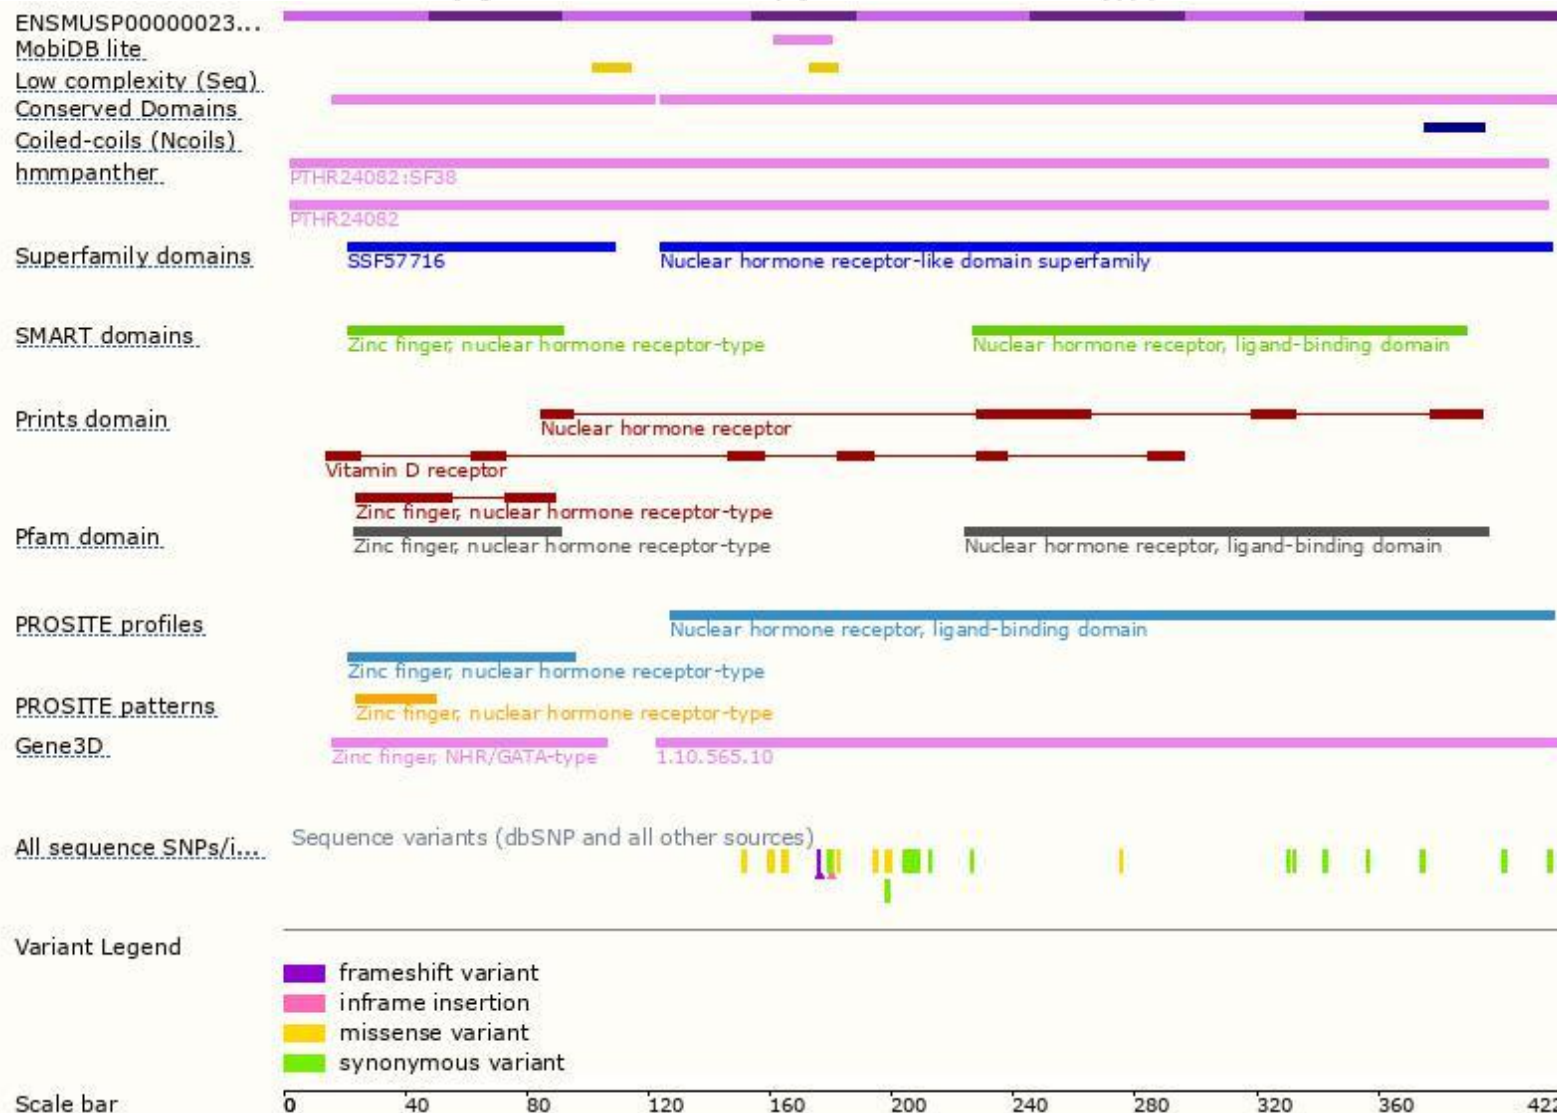 ENSMUSP00000023...
MobiDB lite
Low complexity (Seg)
Conserved Domains
Coiled-coils (Ncoils)
hmmpanther
PTHR24082:SF38
PTHR24082
Superfamily domains
SSF57716 Nuclear hormone receptor-like domain superfamily
SMART domains
Zinc finger, nuclear hormone receptor-type Nuclear hormone receptor, ligand-binding domain
Prints domain
Nuclear hormone receptor
Vitamin D receptor
Zinc finger, nuclear hormone receptor-type
Pfam domain
Zinc finger, nuclear hormone receptor-type Nuclear hormone receptor, ligand-binding domain
PROSITE profiles
Nuclear hormone receptor, ligand-binding domain
Zinc finger, nuclear hormone receptor-type
PROSITE patterns
Zinc finger, nuclear hormone receptor-type
Gene3D
Zinc finger, NHR/GATA-type 1.10.565.10
Sequence variants (dbSNP and all other sources)
All sequence SNPs/i...
Variant Legend
frameshift variant
inframe insertion
missense variant
synonymous variant
Scale bar 0 40 80 120 160 200 240 280 320 360